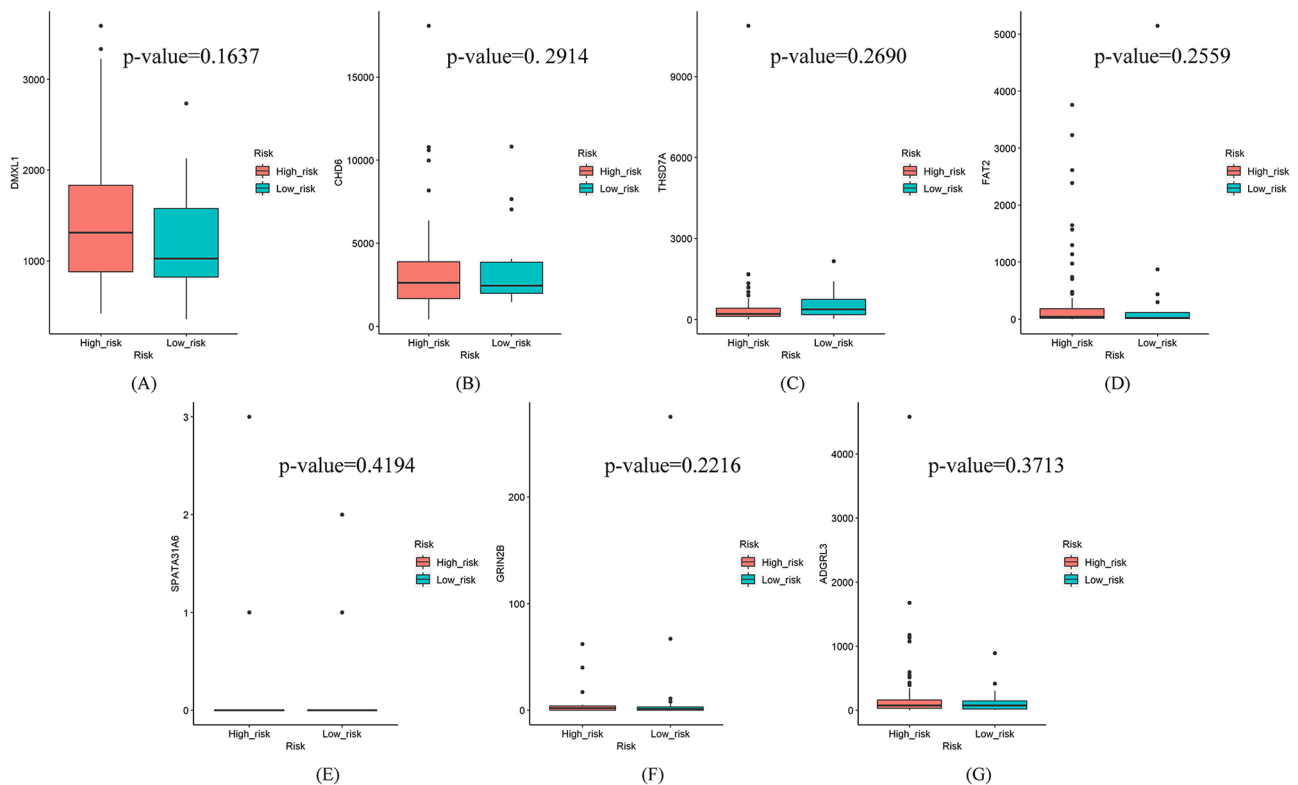 p-value=0.1637
DMXL1
3000
2000
1000
High_risk Low_risk
Risk
Risk
High_risk
Low_risk
(A)
p-value=0. 2914
CHD6
15000
10000
5000
0
High_risk Low_risk
Risk
Risk
High_risk
Low_risk
(B)
p-value=0.2690
THSD7A
9000
6000
3000
0
High_risk Low_risk
Risk
Risk
High_risk
Low_risk
(C)
p-value=0.2559
FAT2
5000
4000
3000
2000
1000
0
High_risk Low_risk
Risk
Risk
High_risk
Low_risk
(D)
p-value=0.4194
SPATA31A6
3
2
1
0
High_risk Low_risk
Risk
Risk
High_risk
Low_risk
(E)
p-value=0.2216
GRIN2B
200
100
0
High_risk Low_risk
Risk
Risk
High_risk
Low_risk
(F)
p-value=0.3713
ADGRL3
4000
3000
2000
1000
0
High_risk Low_risk
Risk
Risk
High_risk
Low_risk
(G)